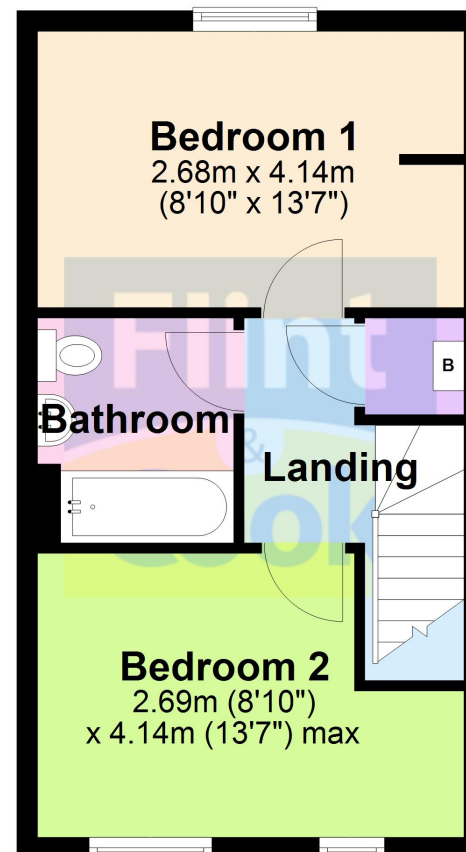 Bedroom 1
2.68m x 4.14m
(8'10" x 13'7")
Flint
B
Bathroom
&
Landing
Cook
Bedroom 2
2.69m (8'10")
x 4.14m (13'7") max